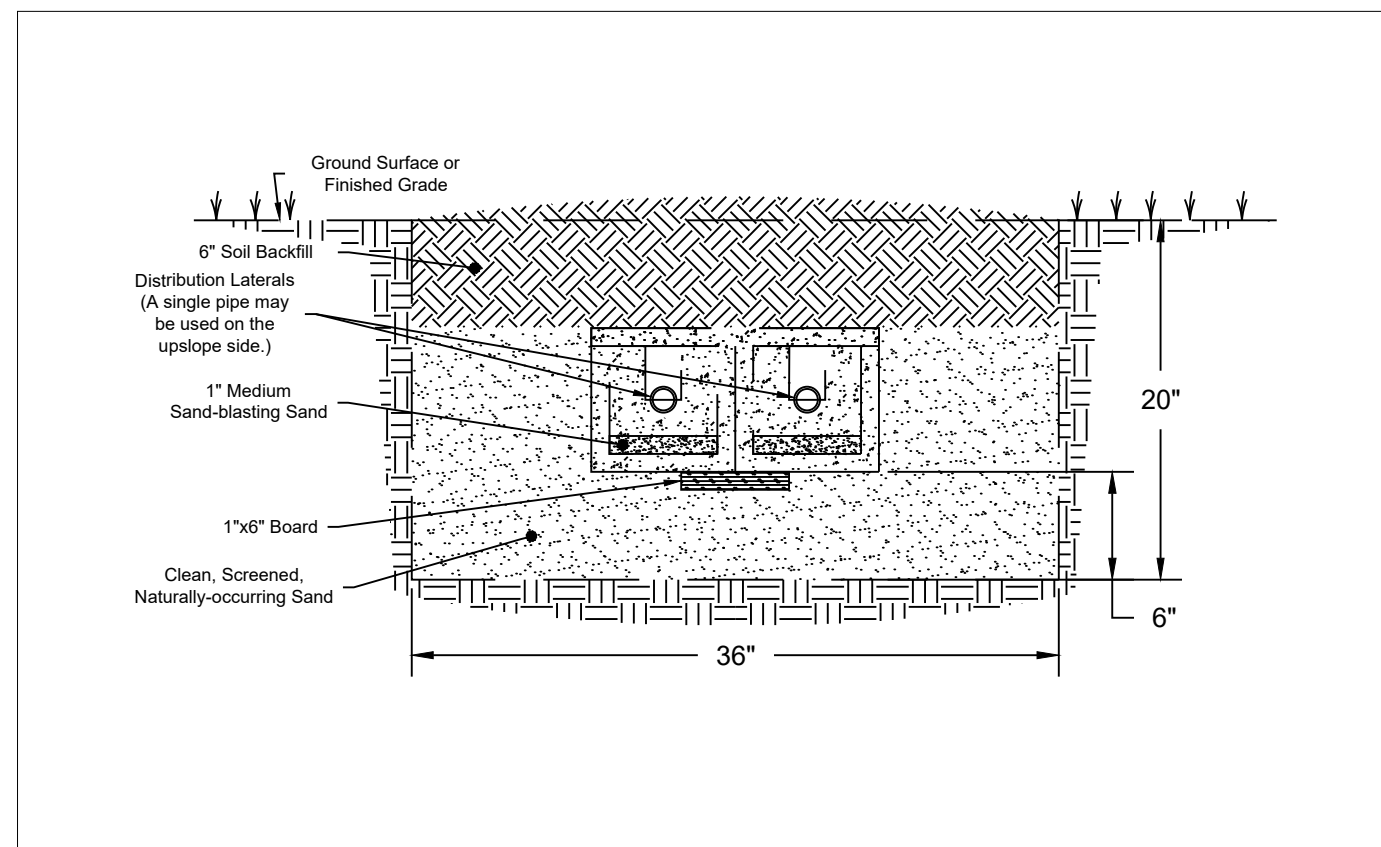 Ground Surface or
Finished Grade
6" Soil Backfill
Distribution Laterals
(A single pipe may
be used on the
upslope side.)
1" Medium
Sand-blasting Sand
20"
1"x6" Board
Clean, Screened,
Naturally-occurring Sand
6"
36"